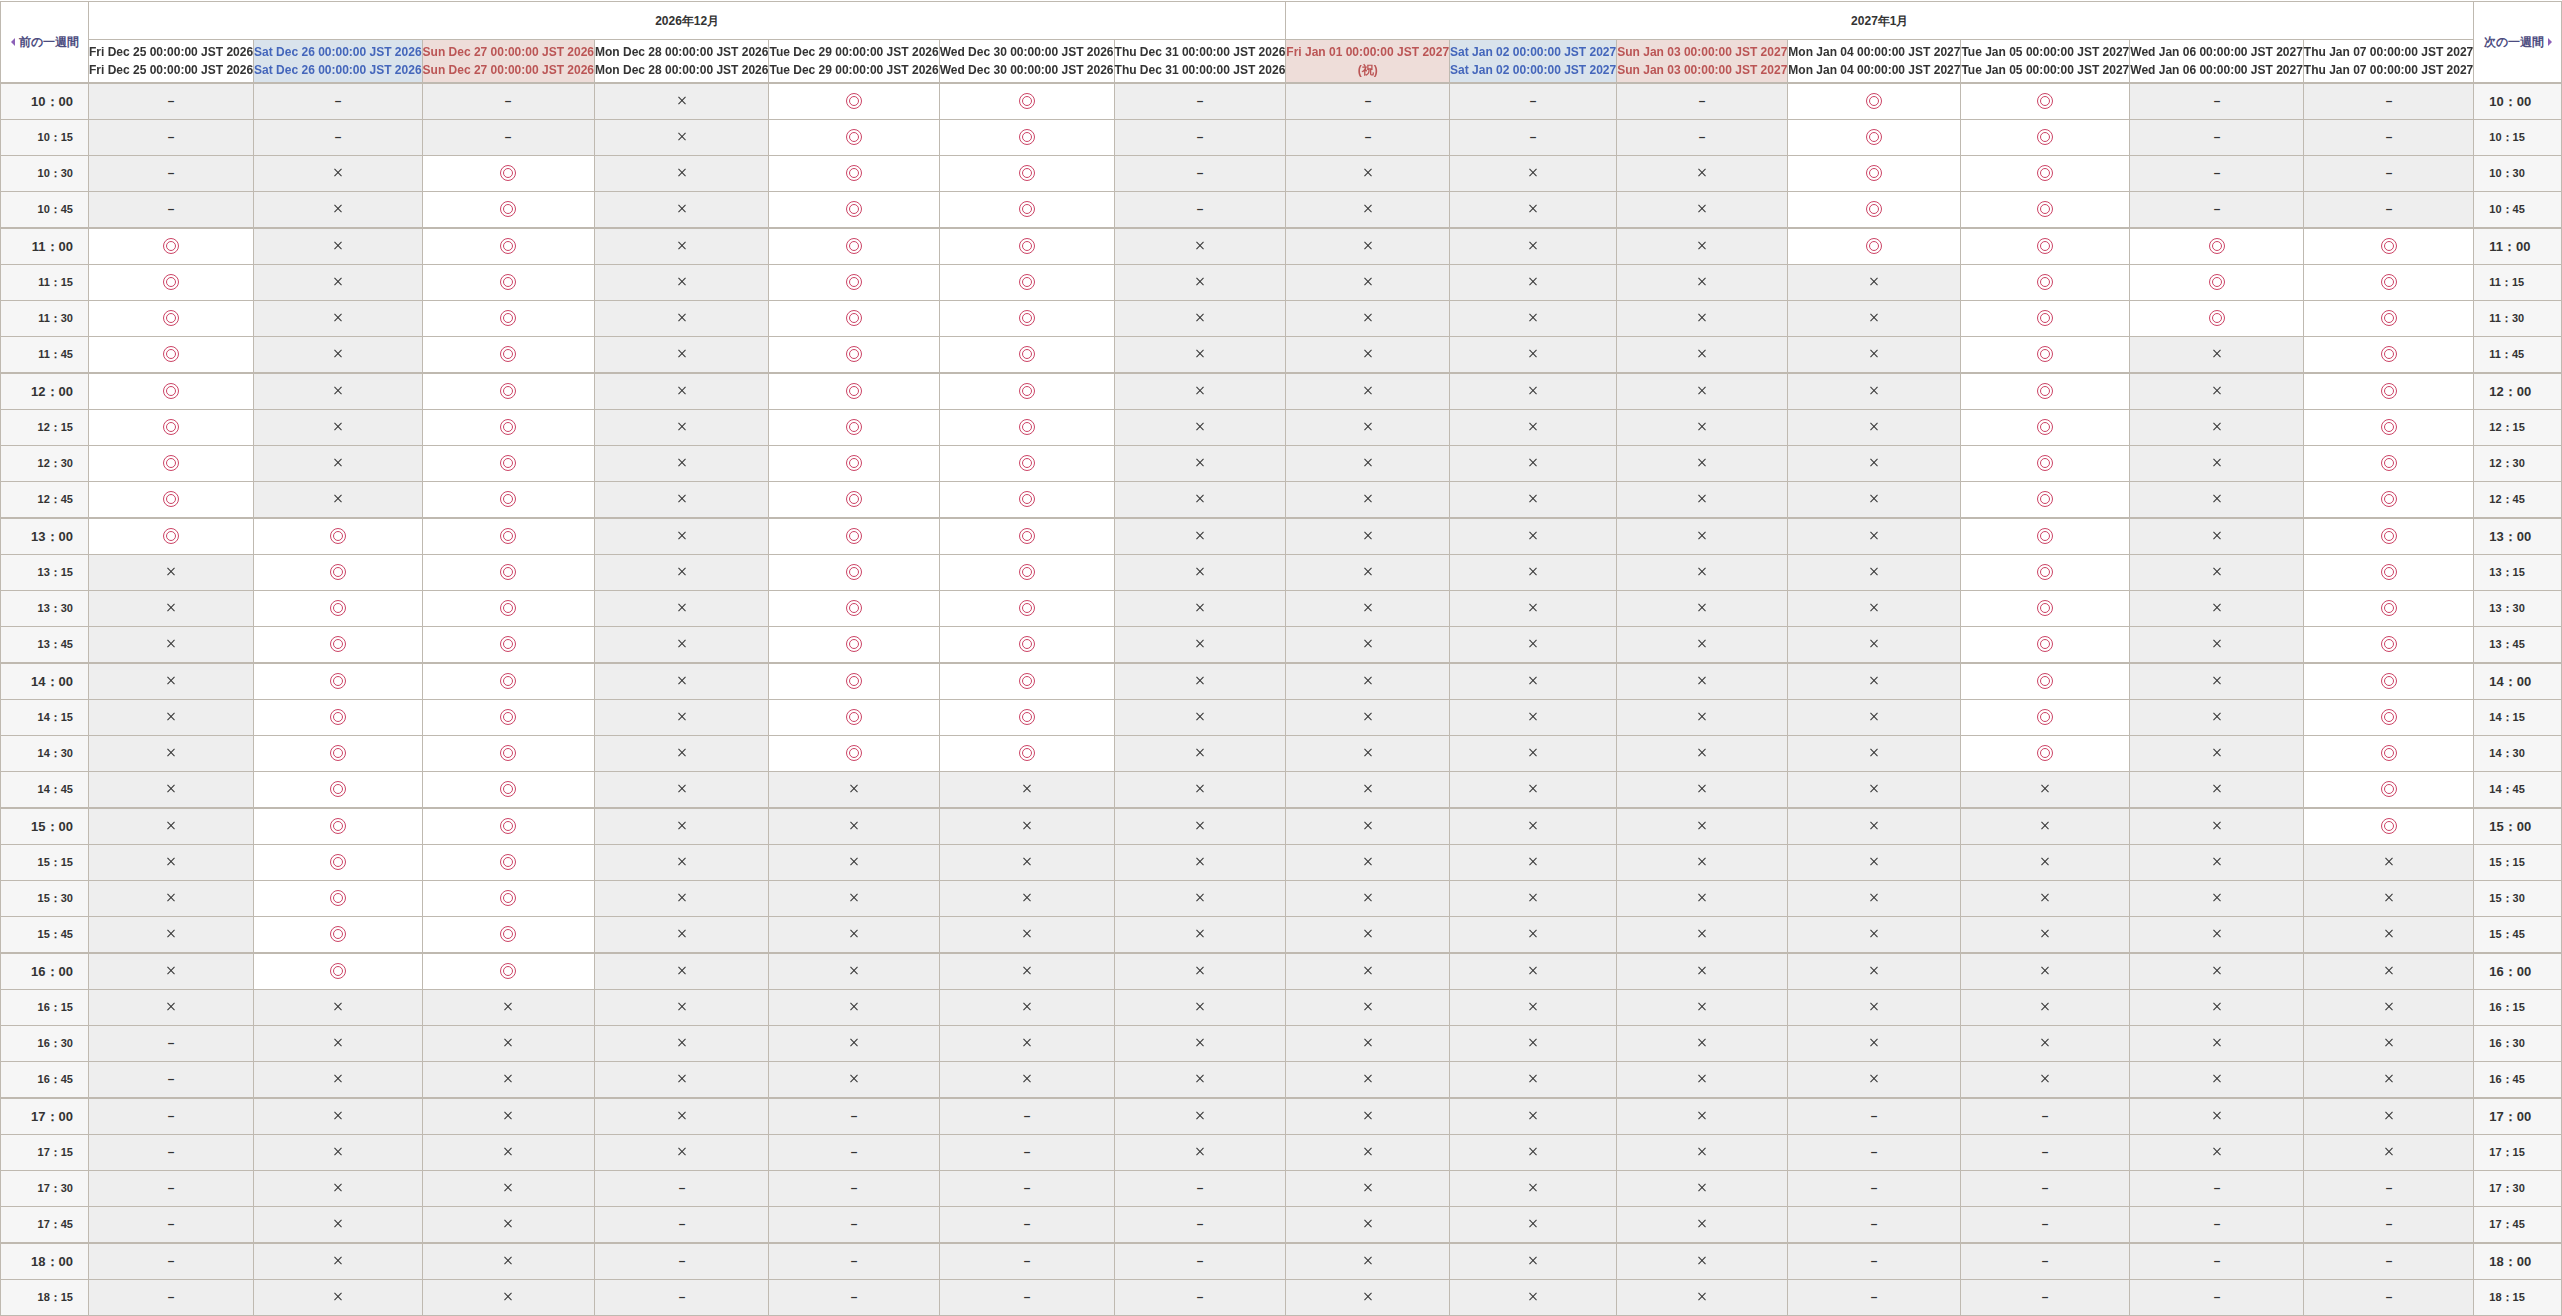 2026年12月 2027年1月
前の一週間 次の一週間
Fri Dec 25 00:00:00 JST 2026 Sat Dec 26 00:00:00 JST 2026 Sun Dec 27 00:00:00 JST 2026 Mon Dec 28 00:00:00 JST 2026 Tue Dec 29 00:00:00 JST 2026 Wed Dec 30 00:00:00 JST 2026 Thu Dec 31 00:00:00 JST 2026 Fri Jan 01 00:00:00 JST 2027 Sat Jan 02 00:00:00 JST 2027 Sun Jan 03 00:00:00 JST 2027 Mon Jan 04 00:00:00 JST 2027 Tue Jan 05 00:00:00 JST 2027 Wed Jan 06 00:00:00 JST 2027 Thu Jan 07 00:00:00 JST 2027
Fri Dec 25 00:00:00 JST 2026 Sat Dec 26 00:00:00 JST 2026 Sun Dec 27 00:00:00 JST 2026 Mon Dec 28 00:00:00 JST 2026 Tue Dec 29 00:00:00 JST 2026 Wed Dec 30 00:00:00 JST 2026 Thu Dec 31 00:00:00 JST 2026 (祝) Sat Jan 02 00:00:00 JST 2027 Sun Jan 03 00:00:00 JST 2027 Mon Jan 04 00:00:00 JST 2027 Tue Jan 05 00:00:00 JST 2027 Wed Jan 06 00:00:00 JST 2027 Thu Jan 07 00:00:00 JST 2027
10：00 － － － × ◎ ◎ － － － － ◎ ◎ － － 10：00
10：15 － － － × ◎ ◎ － － － － ◎ ◎ － － 10：15
10：30 － × ◎ × ◎ ◎ － × × × ◎ ◎ － － 10：30
10：45 － × ◎ × ◎ ◎ － × × × ◎ ◎ － － 10：45
11：00 ◎ × ◎ × ◎ ◎ × × × × ◎ ◎ ◎ ◎ 11：00
11：15 ◎ × ◎ × ◎ ◎ × × × × × ◎ ◎ ◎ 11：15
11：30 ◎ × ◎ × ◎ ◎ × × × × × ◎ ◎ ◎ 11：30
11：45 ◎ × ◎ × ◎ ◎ × × × × × ◎ × ◎ 11：45
12：00 ◎ × ◎ × ◎ ◎ × × × × × ◎ × ◎ 12：00
12：15 ◎ × ◎ × ◎ ◎ × × × × × ◎ × ◎ 12：15
12：30 ◎ × ◎ × ◎ ◎ × × × × × ◎ × ◎ 12：30
12：45 ◎ × ◎ × ◎ ◎ × × × × × ◎ × ◎ 12：45
13：00 ◎ ◎ ◎ × ◎ ◎ × × × × × ◎ × ◎ 13：00
13：15 × ◎ ◎ × ◎ ◎ × × × × × ◎ × ◎ 13：15
13：30 × ◎ ◎ × ◎ ◎ × × × × × ◎ × ◎ 13：30
13：45 × ◎ ◎ × ◎ ◎ × × × × × ◎ × ◎ 13：45
14：00 × ◎ ◎ × ◎ ◎ × × × × × ◎ × ◎ 14：00
14：15 × ◎ ◎ × ◎ ◎ × × × × × ◎ × ◎ 14：15
14：30 × ◎ ◎ × ◎ ◎ × × × × × ◎ × ◎ 14：30
14：45 × ◎ ◎ × × × × × × × × × × ◎ 14：45
15：00 × ◎ ◎ × × × × × × × × × × ◎ 15：00
15：15 × ◎ ◎ × × × × × × × × × × × 15：15
15：30 × ◎ ◎ × × × × × × × × × × × 15：30
15：45 × ◎ ◎ × × × × × × × × × × × 15：45
16：00 × ◎ ◎ × × × × × × × × × × × 16：00
16：15 × × × × × × × × × × × × × × 16：15
16：30 － × × × × × × × × × × × × × 16：30
16：45 － × × × × × × × × × × × × × 16：45
17：00 － × × × － － × × × × － － × × 17：00
17：15 － × × × － － × × × × － － × × 17：15
17：30 － × × － － － － × × × － － － － 17：30
17：45 － × × － － － － × × × － － － － 17：45
18：00 － × × － － － － × × × － － － － 18：00
18：15 － × × － － － － × × × － － － － 18：15